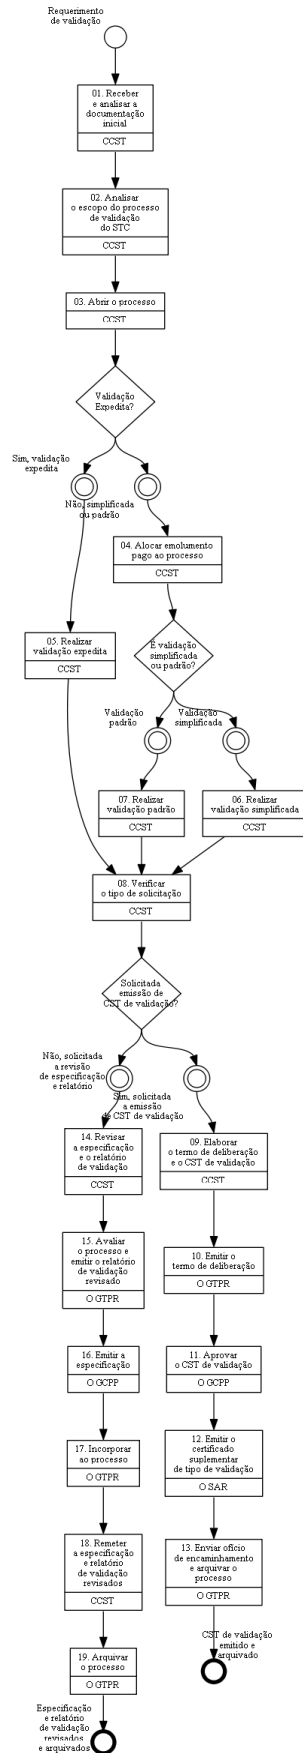 Requerimento
de validação
01. Receber
e analisar a
documentação
inicial
CCST
02. Analisar
o escopo do processo
de validação
do STC
CCST
03. Abrir o processo
CCST
Validação
Expedita?
Sim, validação
expedita
Não, simplificada
ou padrão
04. Alocar emolumento
pago ao processo
CCST
05. Realizar
validação expedita
CCST
É validação
simplificada
ou padrão?
Validação
padrão
Validação
simplificada
07. Realizar
validação padrão
CCST
06. Realizar
validação simplificada
CCST
08. Verificar
o tipo de solicitação
CCST
Solicitada
emissão de
CST de validação?
Não, solicitada
a revisão
de especificação
e relatório
Sim, solicitada
a emissão
de CST de validação
14. Revisar
a especificação
e o relatório
de validação
CCST
09. Elaborar
o termo de deliberação
e o CST de validação
CCST
15. Avaliar
o processo e
emitir o relatório
de validação
revisado
O GTPR
10. Emitir o
termo de deliberação
O GTPR
16. Emitir a
especificação
O GCPP
11. Aprovar
o CST de validação
O GCPP
17. Incorporar
ao processo
O GTPR
12. Emitir o
certificado
suplementar
de tipo de validação
O SAR
18. Remeter
a especificação
e relatório
de validação
revisados
CCST
13. Enviar ofício
de encaminhamento
e arquivar o
processo
O GTPR
19. Arquivar
o processo
O GTPR
CST de validação
emitido e
arquivado
Especificação
e relatório
de validação
revisados
e arquivados